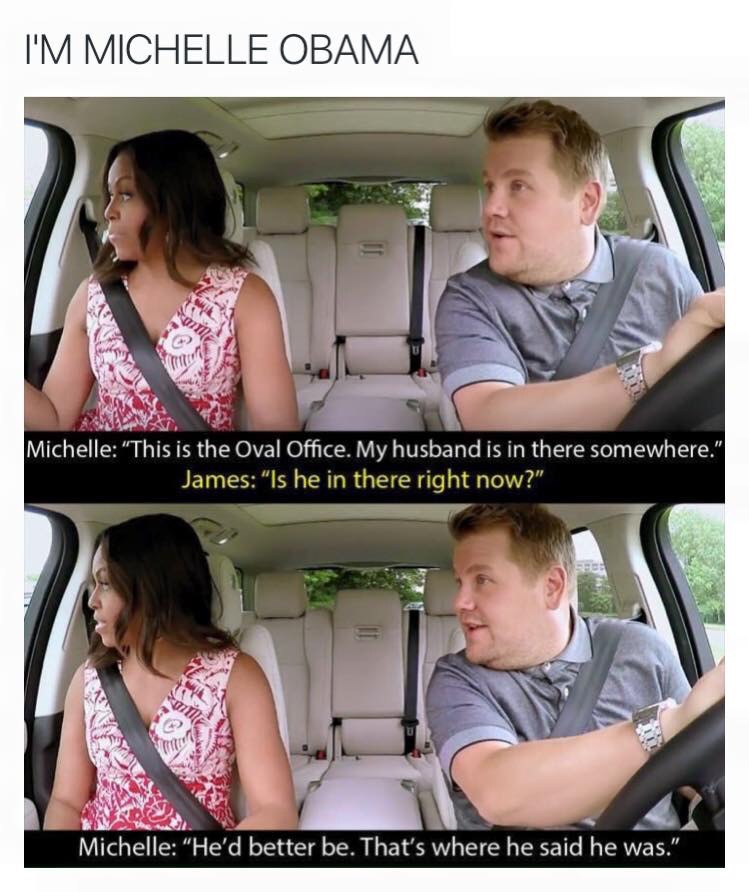 I'M MICHELLE OBAMA
Michelle: “This is the Oval Office. My husband is in there somewhere.”
James: “Is he in there right now?”
Michelle: “He’d better be. That’s where he said he was.”